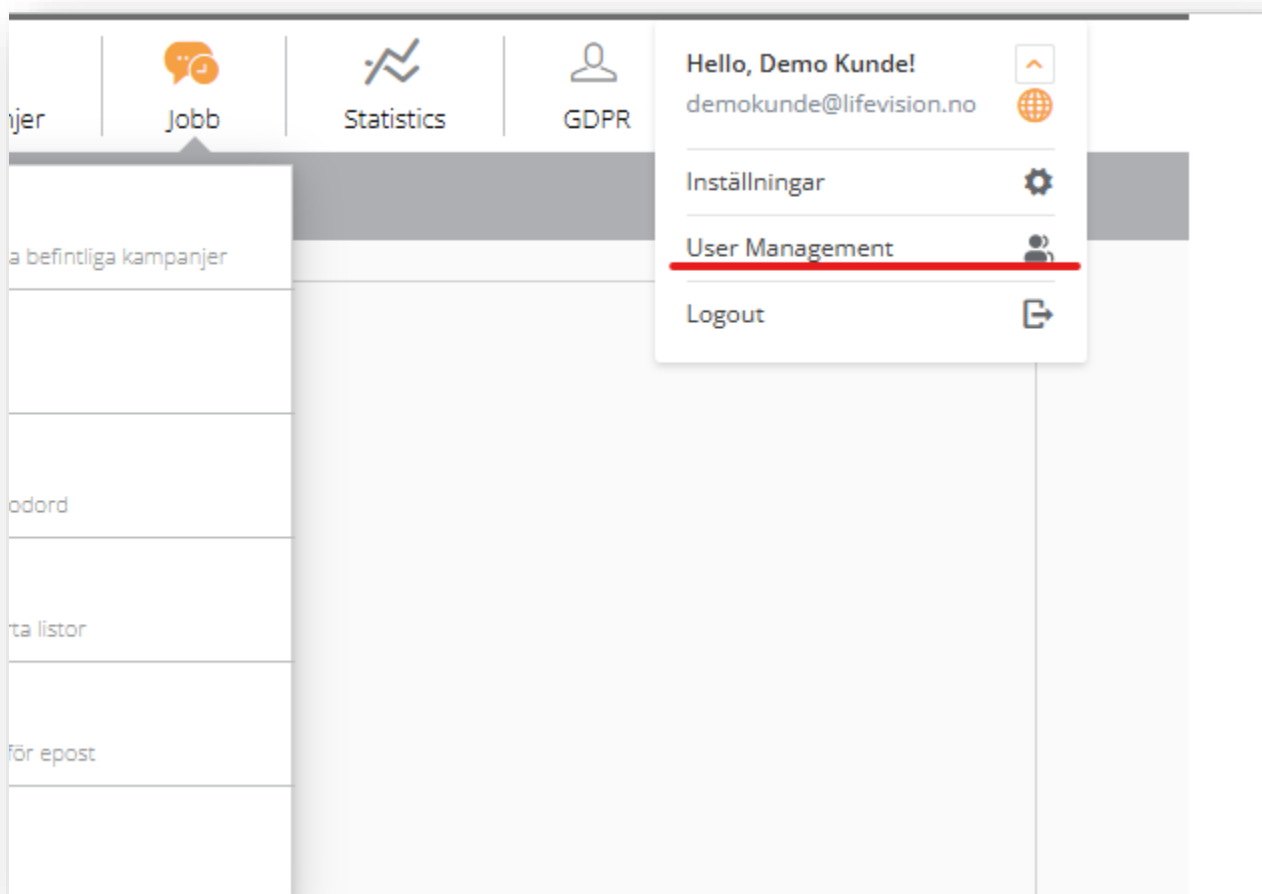 Jobb
Statistics
GDPR
Hello, Demo Kunde!
demokunde@lifevision.no
Inställningar
User Management
Logout
a befintliga kampanjer
odord
rta listor
för epost